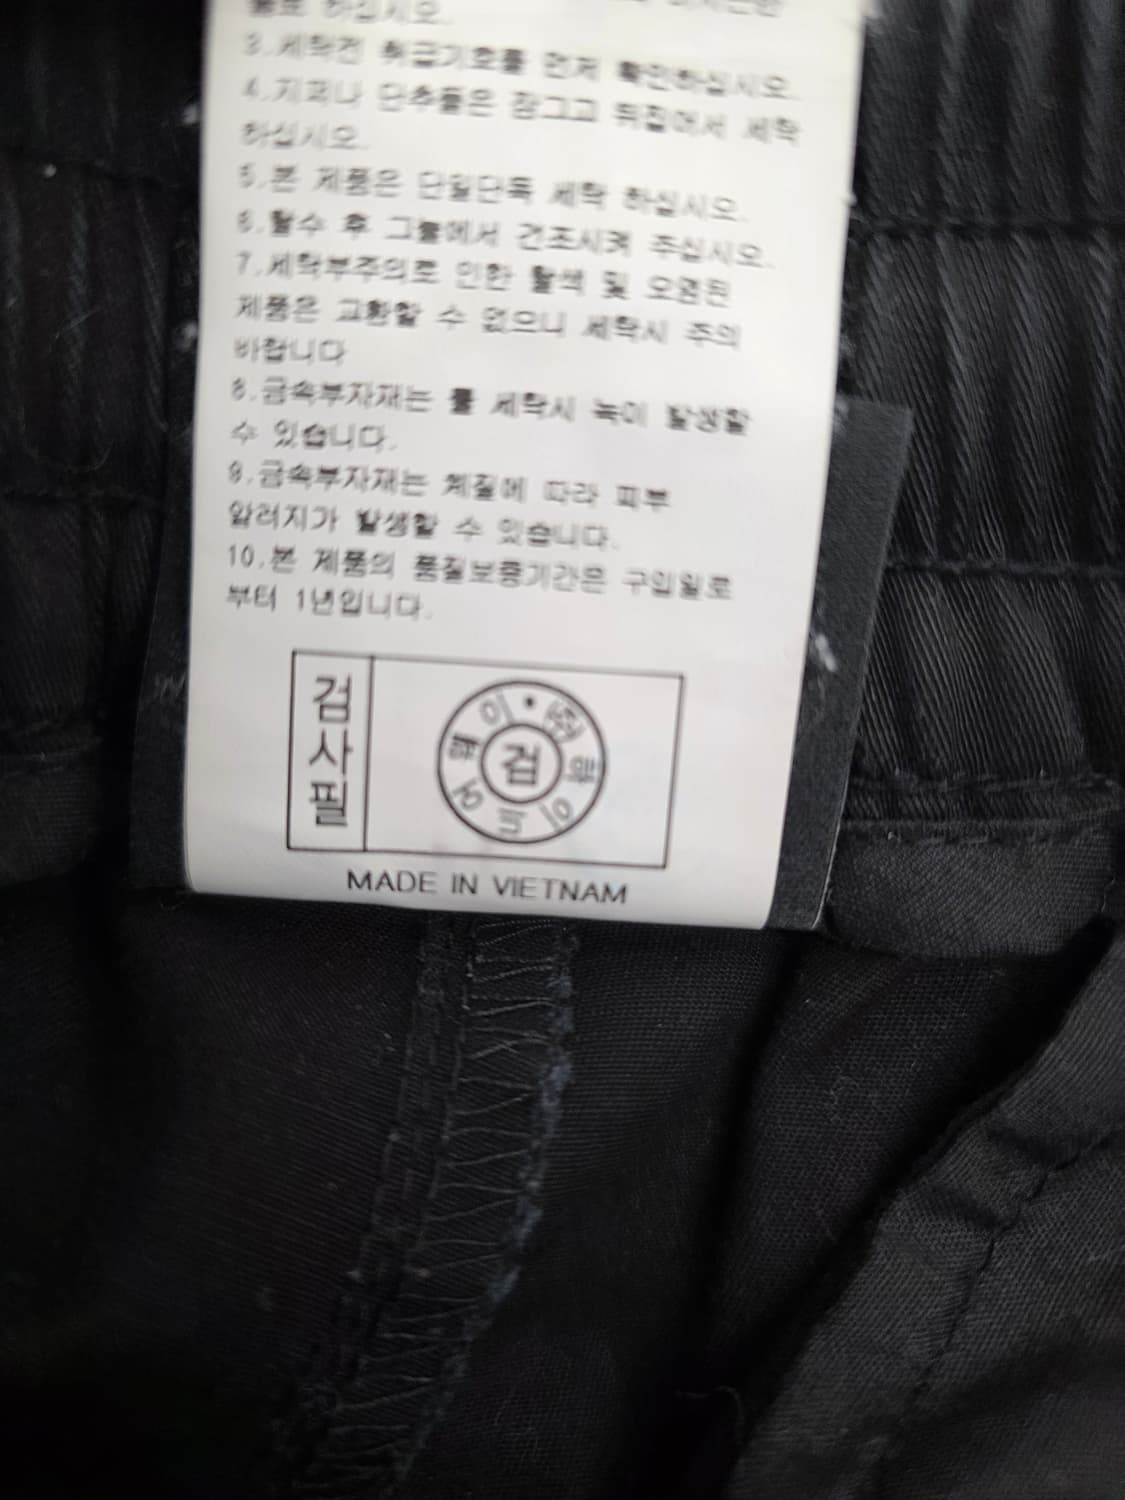 하십시오.
3.세탁전 취급기호를 먼저 확인하십시오.
4.지퍼나 단추들은 잠그고 뒤집어서 세탁
하십시오.
5.본 제품은 단일단독 세탁 하십시오.
6.탈수 후 그늘에서 건조시켜 주십시오.
7.세탁부주의로 인한 탈색 및 오염된
제품은 교환할 수 없으니 세탁시 주의
바랍니다
8.금속부자재는 물 세탁시 녹이 발생할
수 있습니다.
9.금속부자재는 체질에 따라 피부
알러지가 발생할 수 있습니다.
10.본 제품의 품질보증기간은 구입일로
부터 1년입니다.
검사필
검
MADE IN VIETNAM